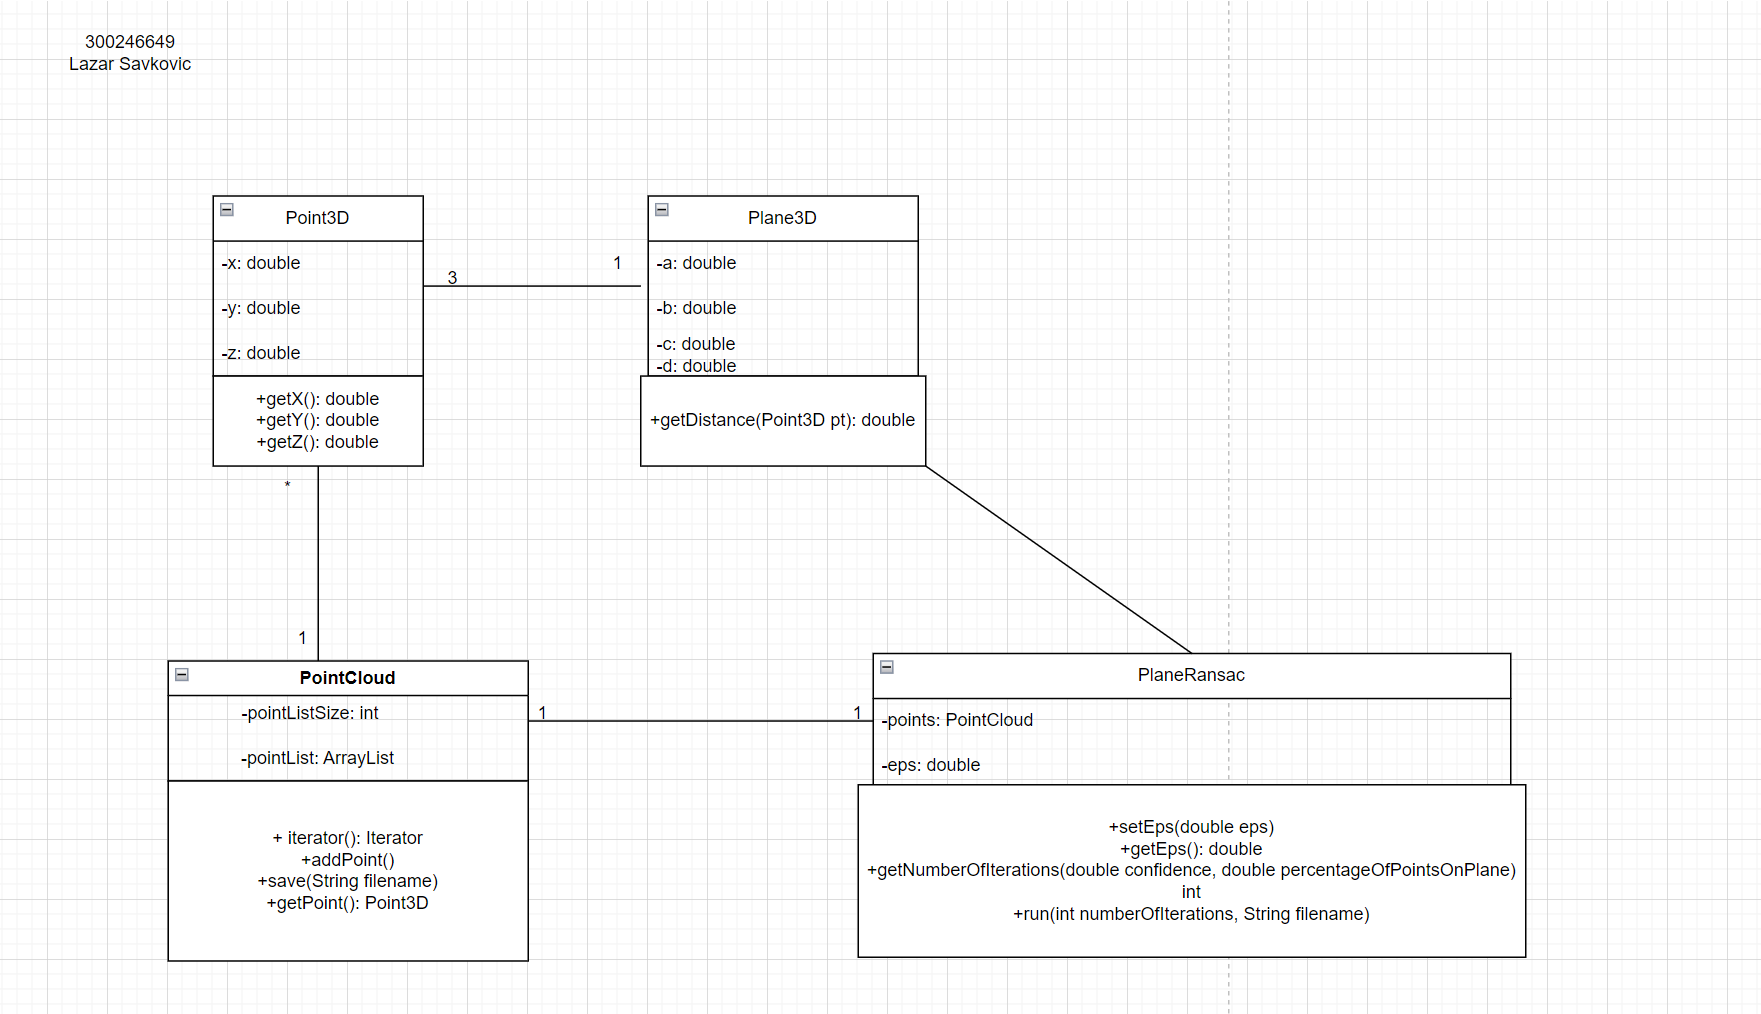 300246649
Lazar Savkovic
Point3D
-x: double
-y: double
-z: double
+getX(): double
+getY(): double
+getZ(): double
3
1
Plane3D
-a: double
-b: double
-c: double
-d: double
+getDistance(Point3D pt): double
*
1
PointCloud
-pointListSize: int
-pointList: ArrayList
+ iterator(): Iterator
+addPoint()
+save(String filename)
+getPoint(): Point3D
1
1
PlaneRansac
-points: PointCloud
-eps: double
+setEps(double eps)
+getEps(): double
+getNumberOfIterations(double confidence, double percentageOfPointsOnPlane)
int
+run(int numberOfIterations, String filename)